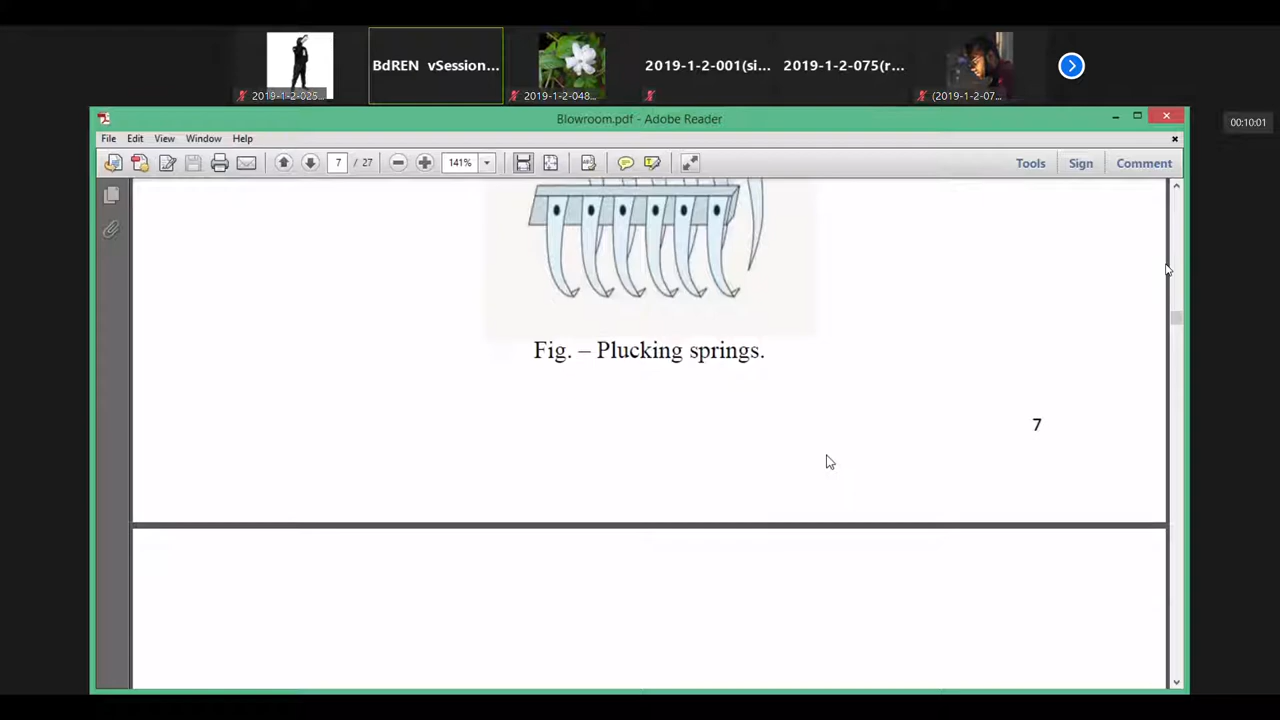 BdREN vSession...
2019-1-2-001(si...
2019-1-2-075(r...
2019-1-2-025...
2019-1-2-048...
(2019-1-2-07...
00:10:01
Blowroom.pdf - Adobe Reader
File Edit View Window Help
7 / 27
141%
Tools Sign Comment
Fig. – Plucking springs.
7